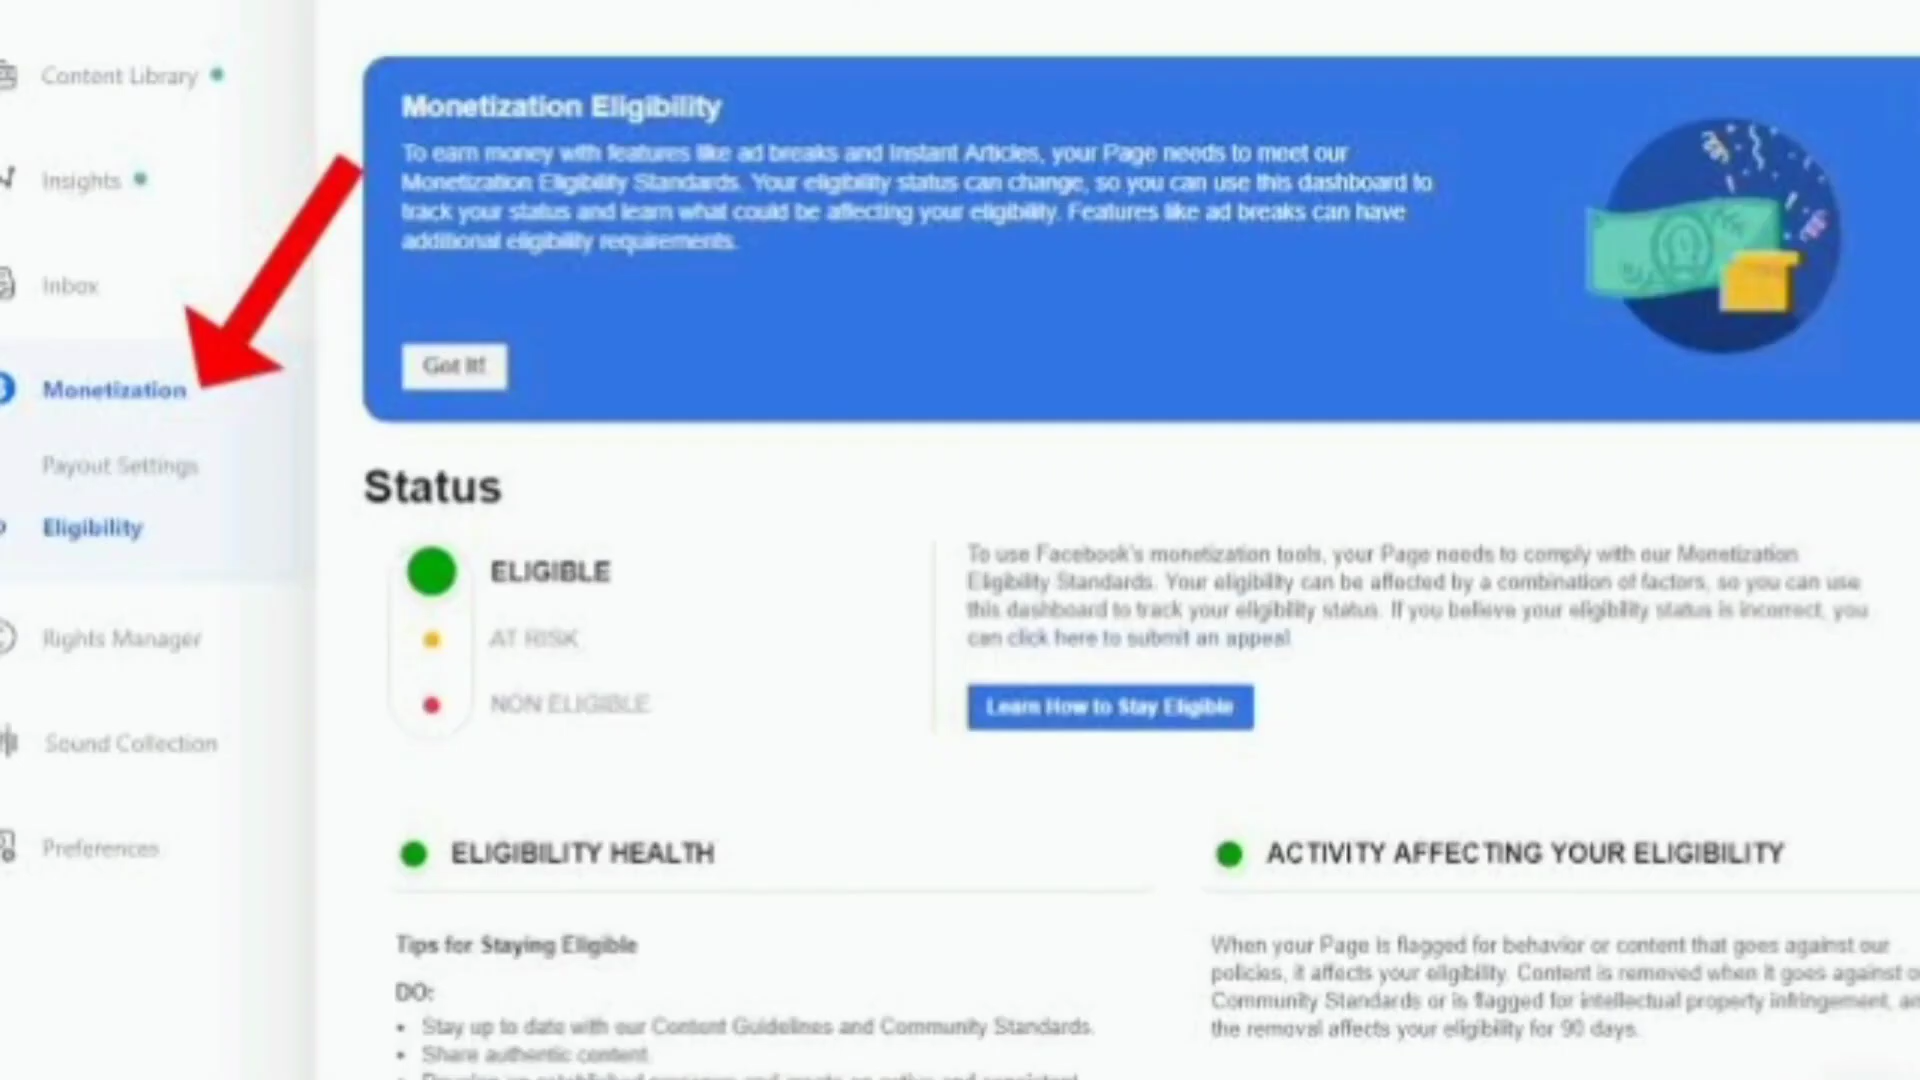 Content Library
Insights
Inbox
Monetization
Payout Settings
Eligibility
Rights Manager
Sound Collection
Preferences
Monetization Eligibility
To earn money with features like ad breaks and Instant Articles, your Page needs to meet our
Monetization Eligibility Standards. Your eligibility status can change, so you can use this dashboard to
track your status and learn what could be affecting your eligibility. Features like ad breaks can have
additional eligibility requirements.
Got It!
Status
ELIGIBLE
AT RISK
NON ELIGIBLE
To use Facebook's monetization tools, your Page needs to comply with our Monetization
Eligibility Standards. Your eligibility can be affected by a combination of factors, so you can use
this dashboard to track your eligibility status. If you believe your eligibility status is incorrect, you
can click here to submit an appeal
Learn How to Stay Eligible
ELIGIBILITY HEALTH
Tips for Staying Eligible
DO:
• Stay up to date with our Content Guidelines and Community Standards.
• Share authentic content
ACTIVITY AFFECTING YOUR ELIGIBILITY
When your Page is flagged for behavior or content that goes against our
policies, it affects your eligibility. Content is removed when it goes against
Community Standards or is flagged for intellectual property infringement,
the removal affects your eligibility for 90 days.